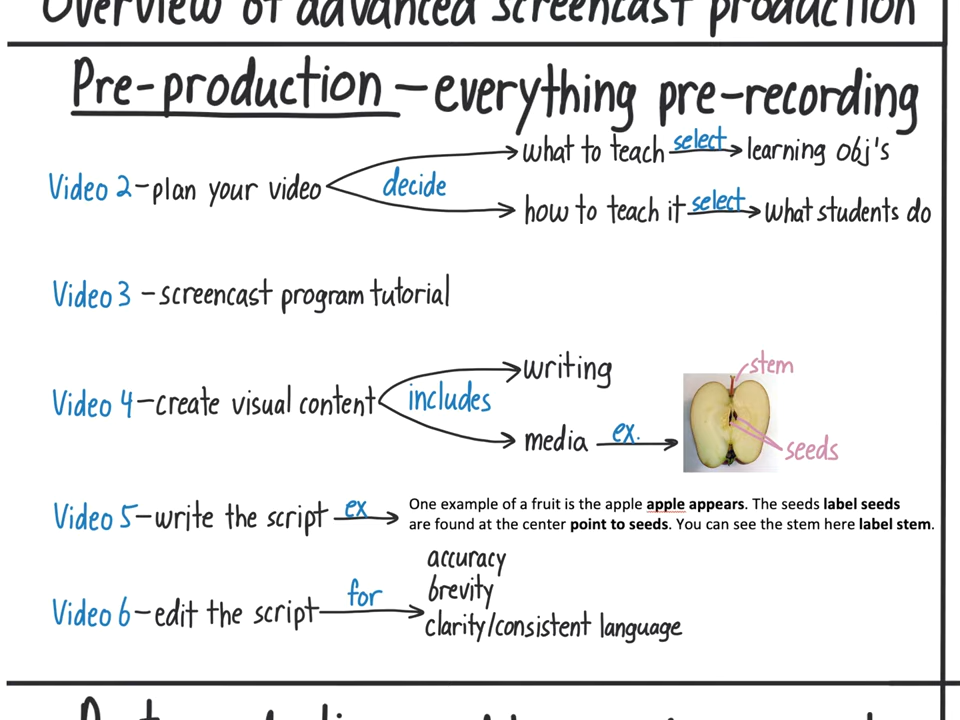 Overview of advanced screencast production
Pre-production – everything pre-recording
Video 2 – plan your video decide what to teach select learning obj's
how to teach it select what students do
Video 3 – screencast program tutorial
Video 4 – create visual content includes writing
media ex.
stem
seeds
Video 5 – write the script ex One example of a fruit is the apple apple appears. The seeds label seeds
are found at the center point to seeds. You can see the stem here label stem.
Video 6 – edit the script for accuracy
brevity
clarity/consistent language